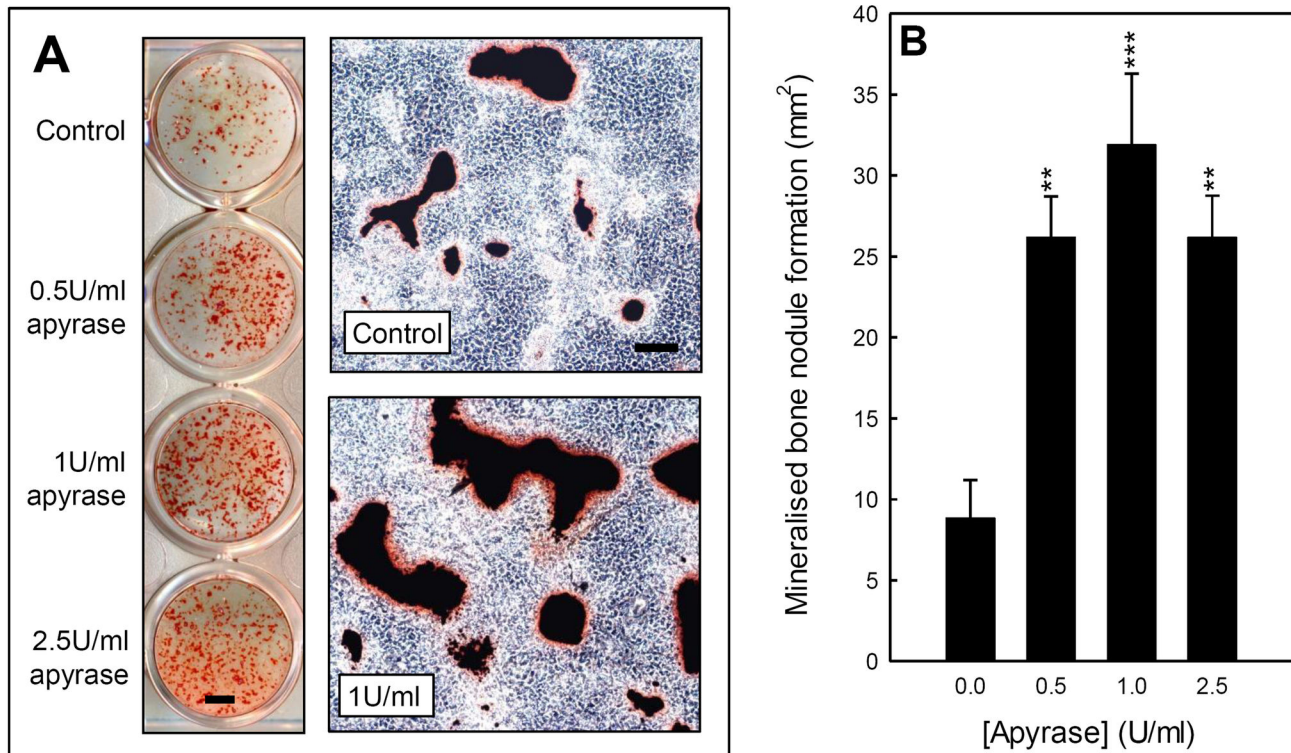 A
Control
0.5U/ml
apyrase
1U/ml
apyrase
2.5U/ml
apyrase
Control
1U/ml
B
Mineralised bone nodule formation (mm²)
40
35
30
25
20
15
10
5
0
**
***
**
0.0 0.5 1.0 2.5
[Apyrase] (U/ml)